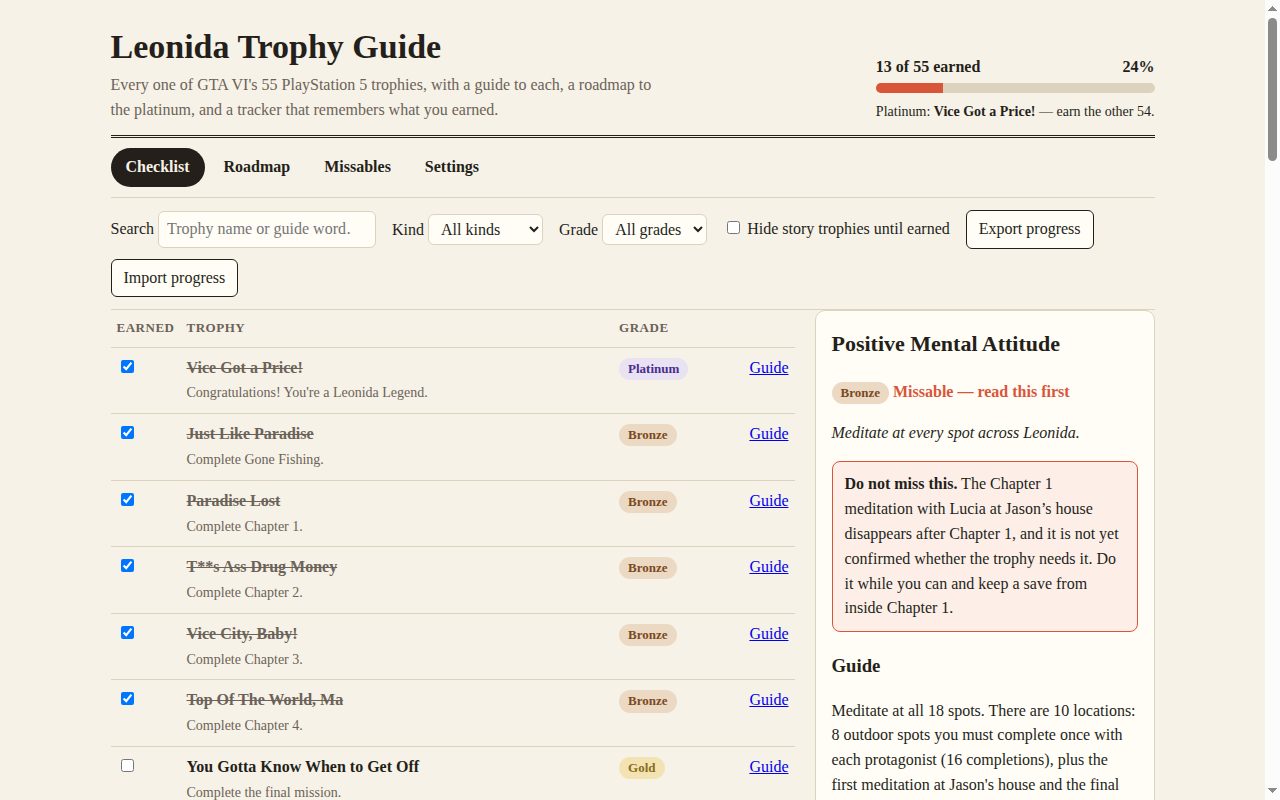 Leonida Trophy Guide
Every one of GTA VI's 55 PlayStation 5 trophies, with a guide to each, a roadmap to
the platinum, and a tracker that remembers what you earned.
13 of 55 earned 24%
Platinum: Vice Got a Price! — earn the other 54.
Checklist Roadmap Missables Settings
Search Trophy name or guide word. Kind All kinds Grade All grades Hide story trophies until earned Export progress
Import progress
EARNED TROPHY GRADE
Vice Got a Price! Platinum Guide
Congratulations! You're a Leonida Legend.
Just Like Paradise Bronze Guide
Complete Gone Fishing.
Paradise Lost Bronze Guide
Complete Chapter 1.
T**s Ass Drug Money Bronze Guide
Complete Chapter 2.
Vice City, Baby! Bronze Guide
Complete Chapter 3.
Top Of The World, Ma Bronze Guide
Complete Chapter 4.
You Gotta Know When to Get Off Gold Guide
Complete the final mission.
Positive Mental Attitude
Bronze Missable — read this first
Meditate at every spot across Leonida.
Do not miss this. The Chapter 1
meditation with Lucia at Jason’s house
disappears after Chapter 1, and it is not yet
confirmed whether the trophy needs it. Do
it while you can and keep a save from
inside Chapter 1.
Guide
Meditate at all 18 spots. There are 10 locations:
8 outdoor spots you must complete once with
each protagonist (16 completions), plus the
first meditation at Jason's house and the final